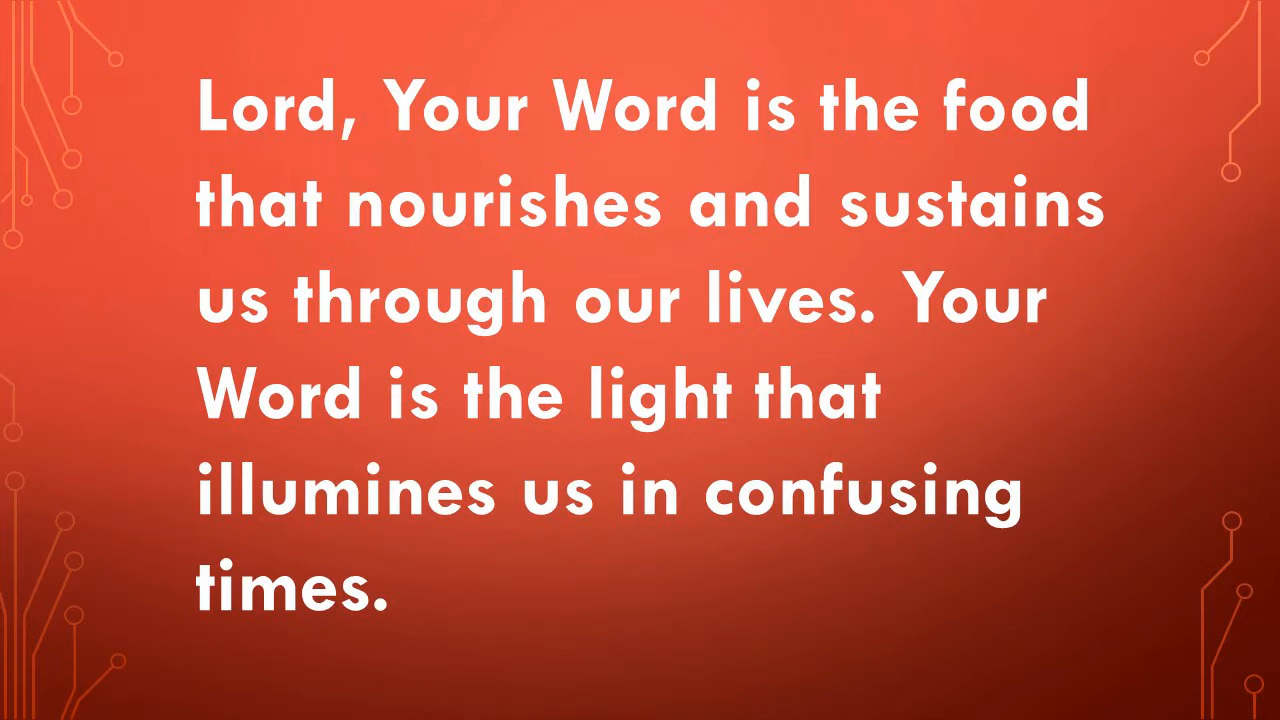 Lord, Your Word is the food
that nourishes and sustains
us through our lives. Your
Word is the light that
illumines us in confusing
times.